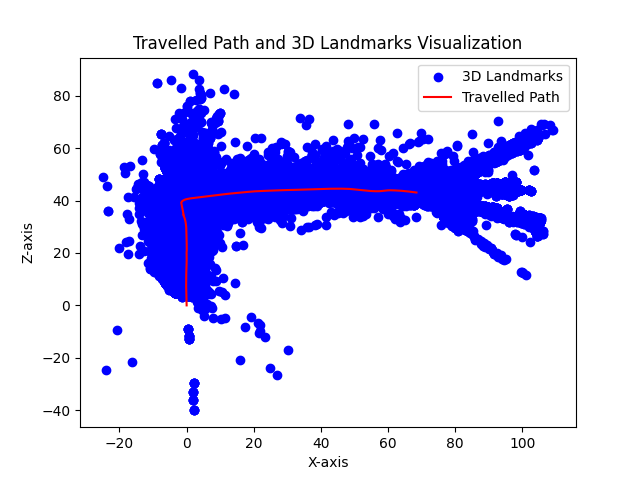 Travelled Path and 3D Landmarks Visualization
3D Landmarks
Travelled Path
80
60
40
20
0
−20
−40
Z-axis
−20 0 20 40 60 80 100
X-axis